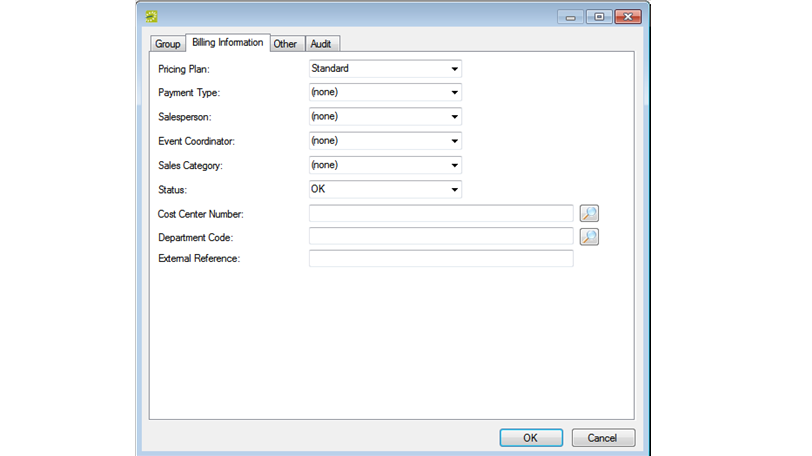 Group Billing Information Other Audit
Pricing Plan: Standard
Payment Type: (none)
Salesperson: (none)
Event Coordinator: (none)
Sales Category: (none)
Status: OK
Cost Center Number:
Department Code:
External Reference:
OK Cancel